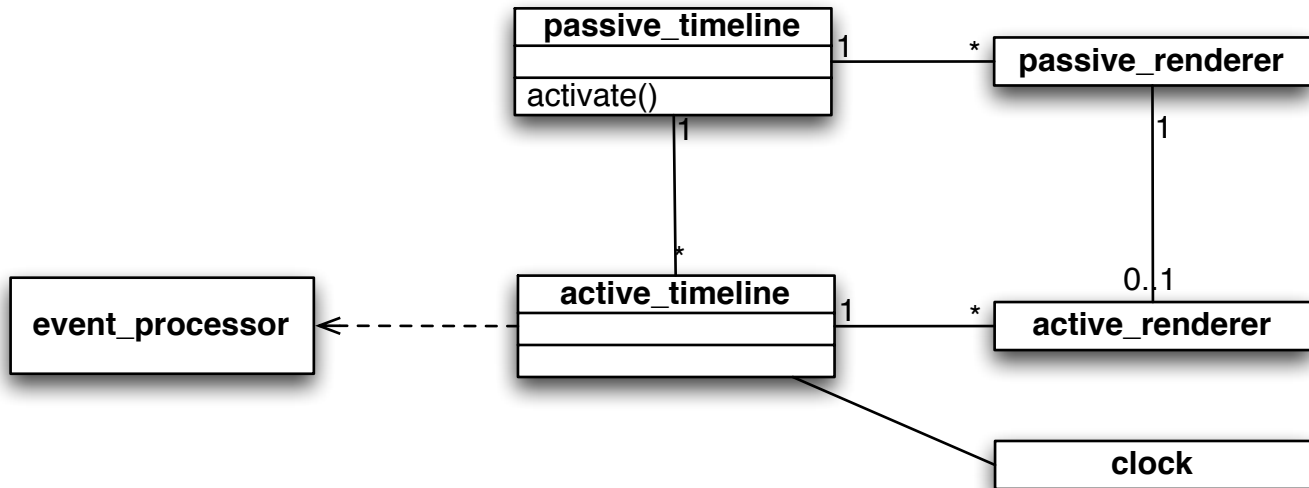 passive_timeline
activate()
1
*
passive_renderer
1
1
*
0..1
event_processor
active_timeline
1
*
active_renderer
clock